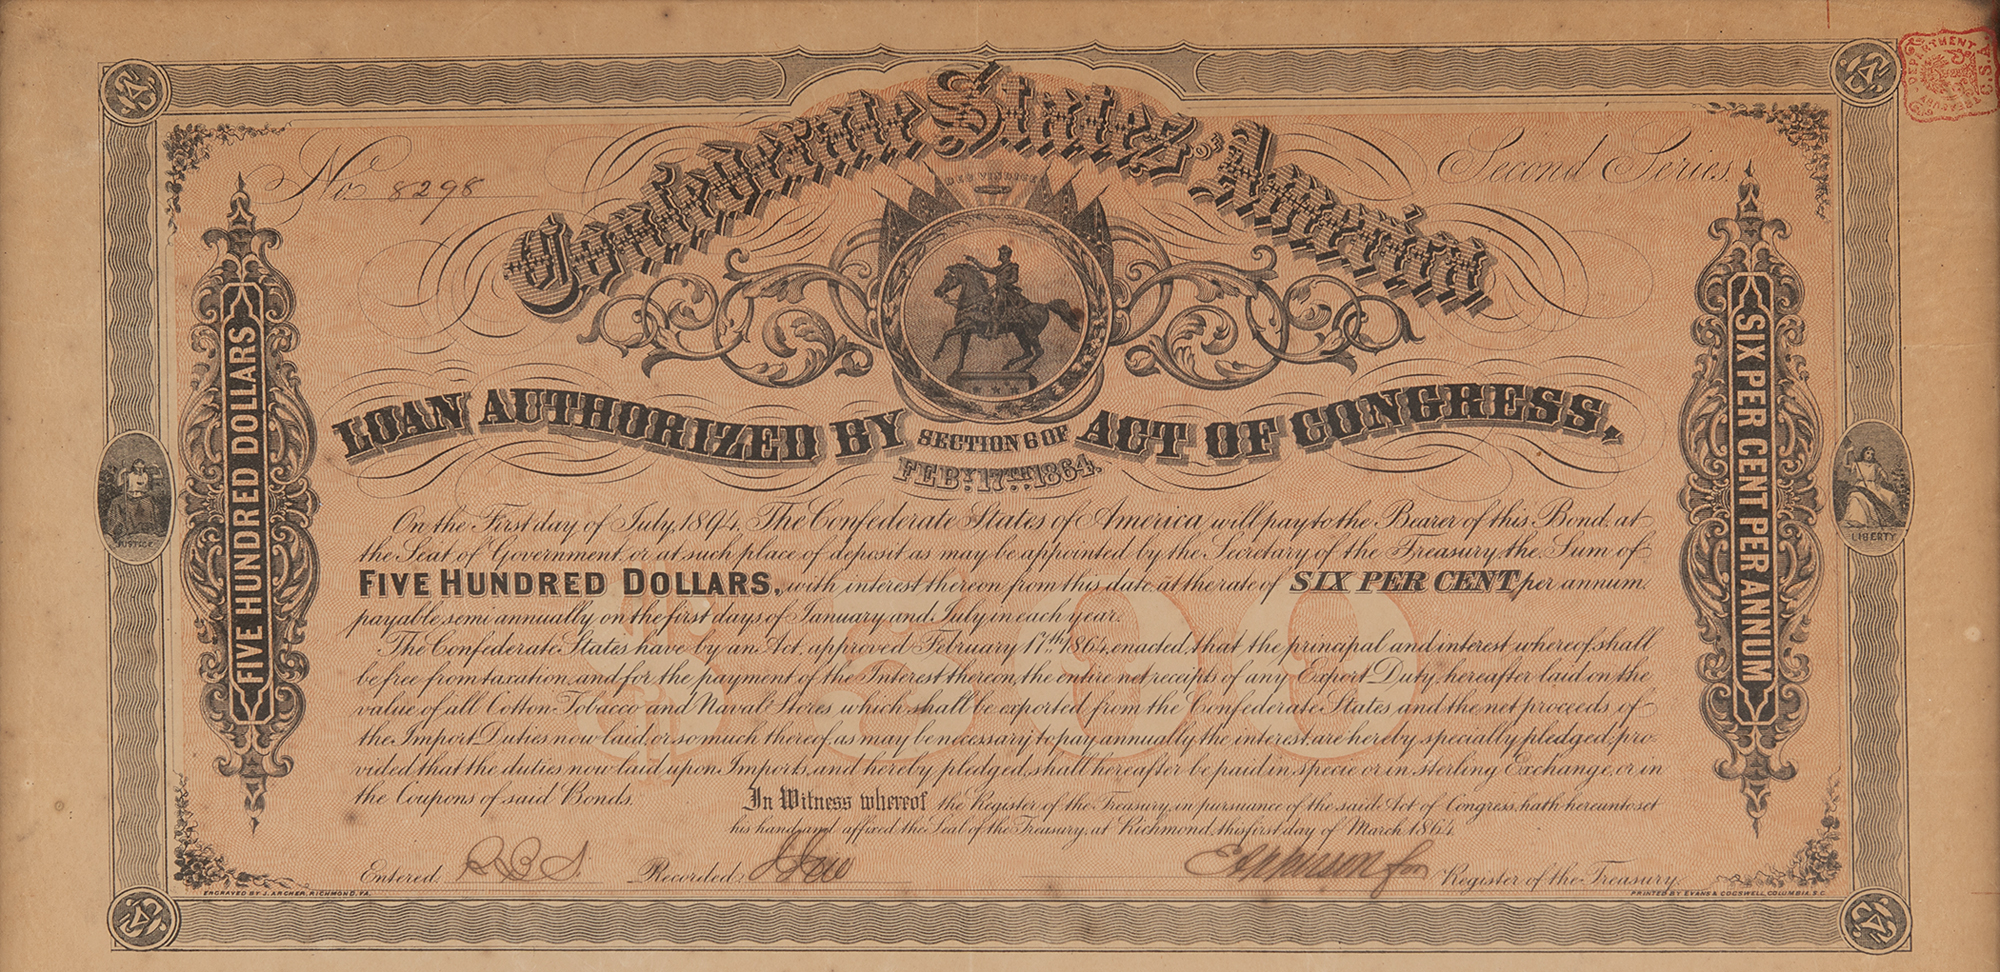 DEPARTMENT
TREASURY
C.S.A.
Confederate States OF America
No 8298
Second Series
DEO VINDICE
FIVE HUNDRED DOLLARS
SIX PER CENT PER ANNUM
JUSTICE
LIBERTY
LOAN AUTHORIZED BY SECTION 6 OF ACT OF CONGRESS,
FEBY. 17TH. 1864.
$500
On the First day of July, 1894, The Confederate States of America, will pay to the Bearer of this Bond, at
the Seat of Government, or at such place of deposit as may be appointed by the Secretary of the Treasury, the Sum of
FIVE HUNDRED DOLLARS, with interest thereon from this date, at the rate of SIX PER CENT per annum,
payable semi annually on the first days of January and July in each year.
The Confederate States have by an Act, approved February 17th 1864, enacted, that the principal and interest whereof shall
be free from taxation, and for the payment of the Interest thereon, the entire net receipts of any Export Duty, hereafter laid on the
value of all Cotton Tobacco and Naval Stores which shall be exported from the Confederate States, and the net proceeds of
the Import Duties now laid, or so much thereof, as may be necessary to pay annually the interest, are hereby specially pledged, pro-
vided that the duties now laid upon Imports, and hereby pledged, shall hereafter be paid in specie or in sterling Exchange, or in
the Coupons of said Bonds.
In Witness whereof the Register of the Treasury, in pursuance of the said Act of Congress, hath hereunto set
his hand, and affixed the Seal of the Treasury, at Richmond, this first day of March 1864.
Entered, R.B.S. Recorded,
Register of the Treasury.
ENGRAVED BY J. ARCHER, RICHMOND, VA.
PRINTED BY EVANS & COGSWELL, COLUMBIA, S.C.